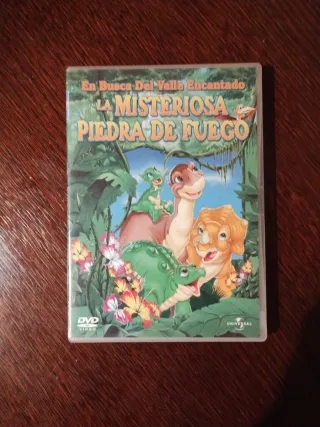 En Busca Del Valle Encantado
LA MISTERIOSA
PIEDRA DE FUEGO
DVD
VIDEO
UNIVERSAL